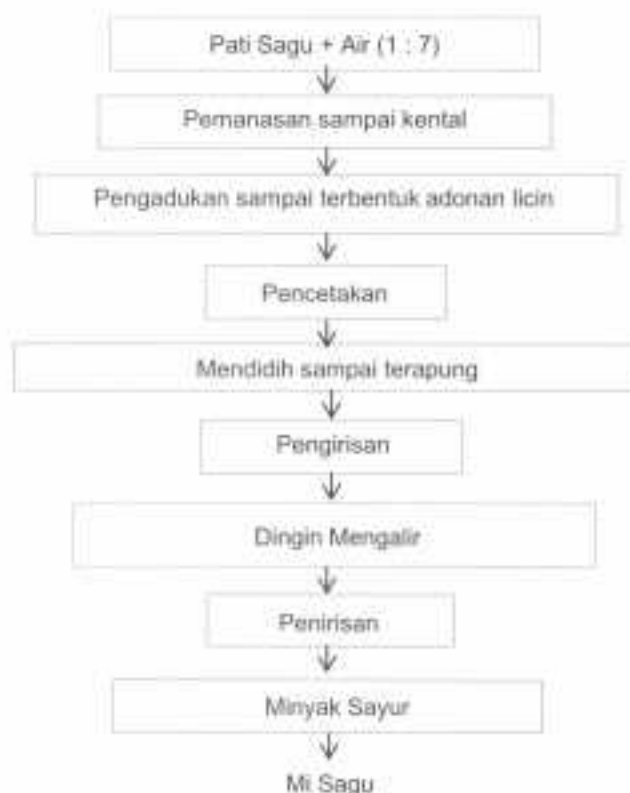 Pati Sagu + Air (1 : 7)
Pemanasan sampai kental
Pengadukan sampai terbentuk adonan licin
Pencetakan
Mendidih sampai terapung
Pengirisan
Dingin Mengalir
Penirisan
Minyak Sayur
Mi Sagu